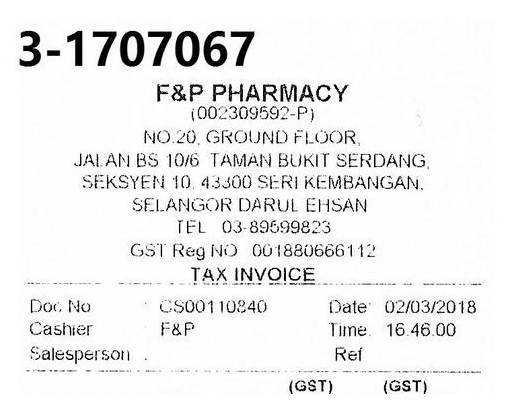 3-1707067
F&P PHARMACY
(002309592-P)
NO.20, GROUND FLOOR,
JALAN BS 10/6 TAMAN BUKIT SERDANG,
SEKSYEN 10, 43300 SERI KEMBANGAN,
SELANGOR DARUL EHSAN
TEL 03-89599823
GST Reg NO 001880666112
TAX INVOICE
Doc No : CS00110840 Date: 02/03/2018
Cashier : F&P Time: 16.46.00
Salesperson : Ref
(GST) (GST)